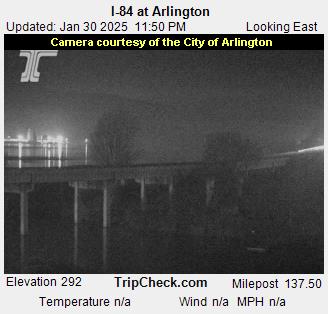 I-84 at Arlington
Updated: Jan 30 2025 11:50 PM Looking East
Camera courtesy of the City of Arlington
Elevation 292 TripCheck.com Milepost 137.50
Temperature n/a Wind n/a MPH n/a